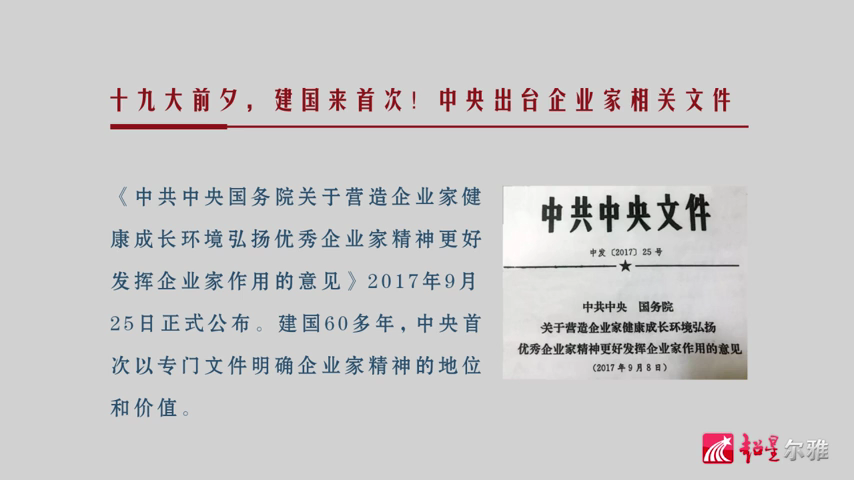 十九大前夕，建国来首次！中央出台企业家相关文件
《中共中央国务院关于营造企业家健
康成长环境弘扬优秀企业家精神更好
发挥企业家作用的意见》2017年9月
25日正式公布。建国60多年，中央首
次以专门文件明确企业家精神的地位
和价值。
中共中央文件
中发〔2017〕25号
中共中央 国务院
关于营造企业家健康成长环境弘扬
优秀企业家精神更好发挥企业家作用的意见
（2017年9月8日）
超星尔雅